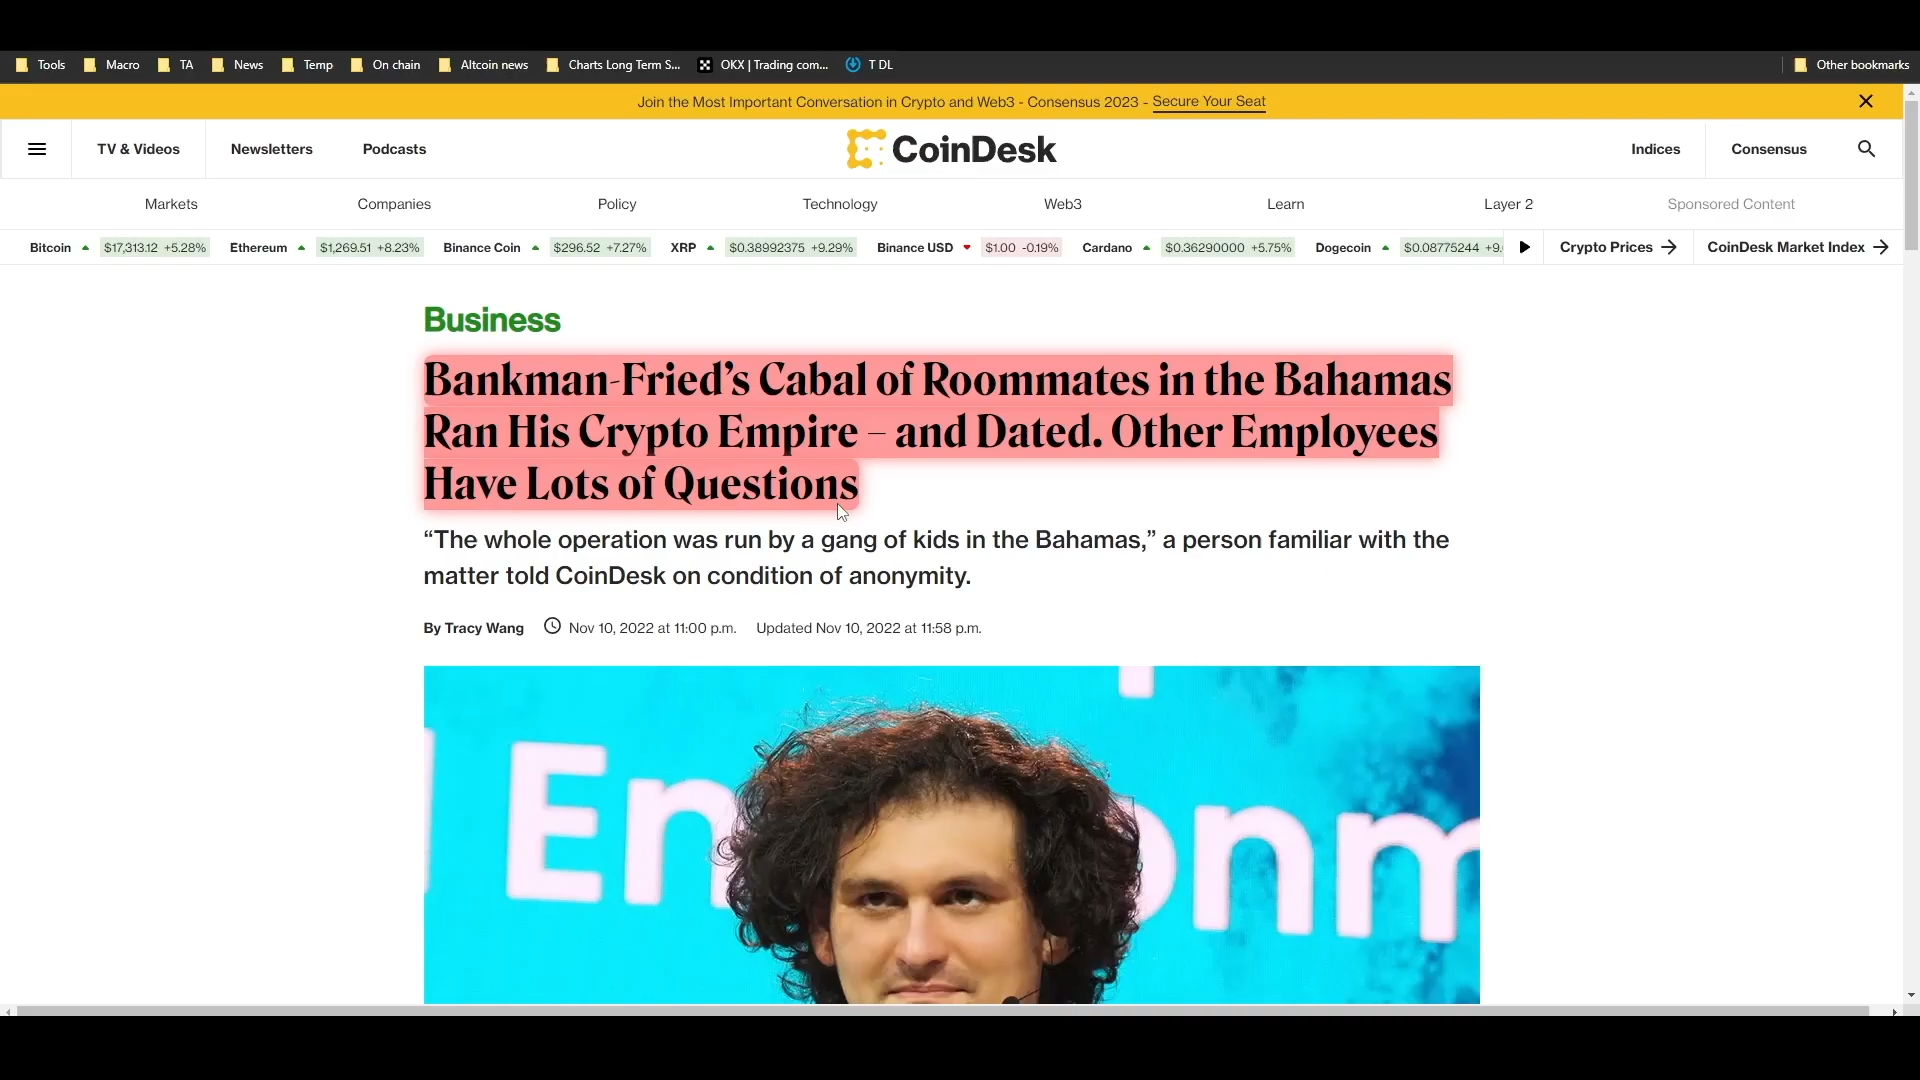 Tools Macro TA News Temp On chain Altcoin news Charts Long Term S... OKX | Trading com... T DL Other bookmarks
Join the Most Important Conversation in Crypto and Web3 - Consensus 2023 - Secure Your Seat
TV & Videos Newsletters Podcasts CoinDesk Indices Consensus
Markets Companies Policy Technology Web3 Learn Layer 2 Sponsored Content
Bitcoin $17,313.12 +5.28% Ethereum $1,269.51 +8.23% Binance Coin $296.52 +7.27% XRP $0.38992375 +9.29% Binance USD $1.00 -0.19% Cardano $0.36290000 +5.75% Dogecoin $0.08775244 +9. Crypto Prices → CoinDesk Market Index →
Business
Bankman-Fried’s Cabal of Roommates in the Bahamas
Ran His Crypto Empire – and Dated. Other Employees
Have Lots of Questions
“The whole operation was run by a gang of kids in the Bahamas,” a person familiar with the
matter told CoinDesk on condition of anonymity.
By Tracy Wang Nov 10, 2022 at 11:00 p.m. Updated Nov 10, 2022 at 11:58 p.m.
En onm